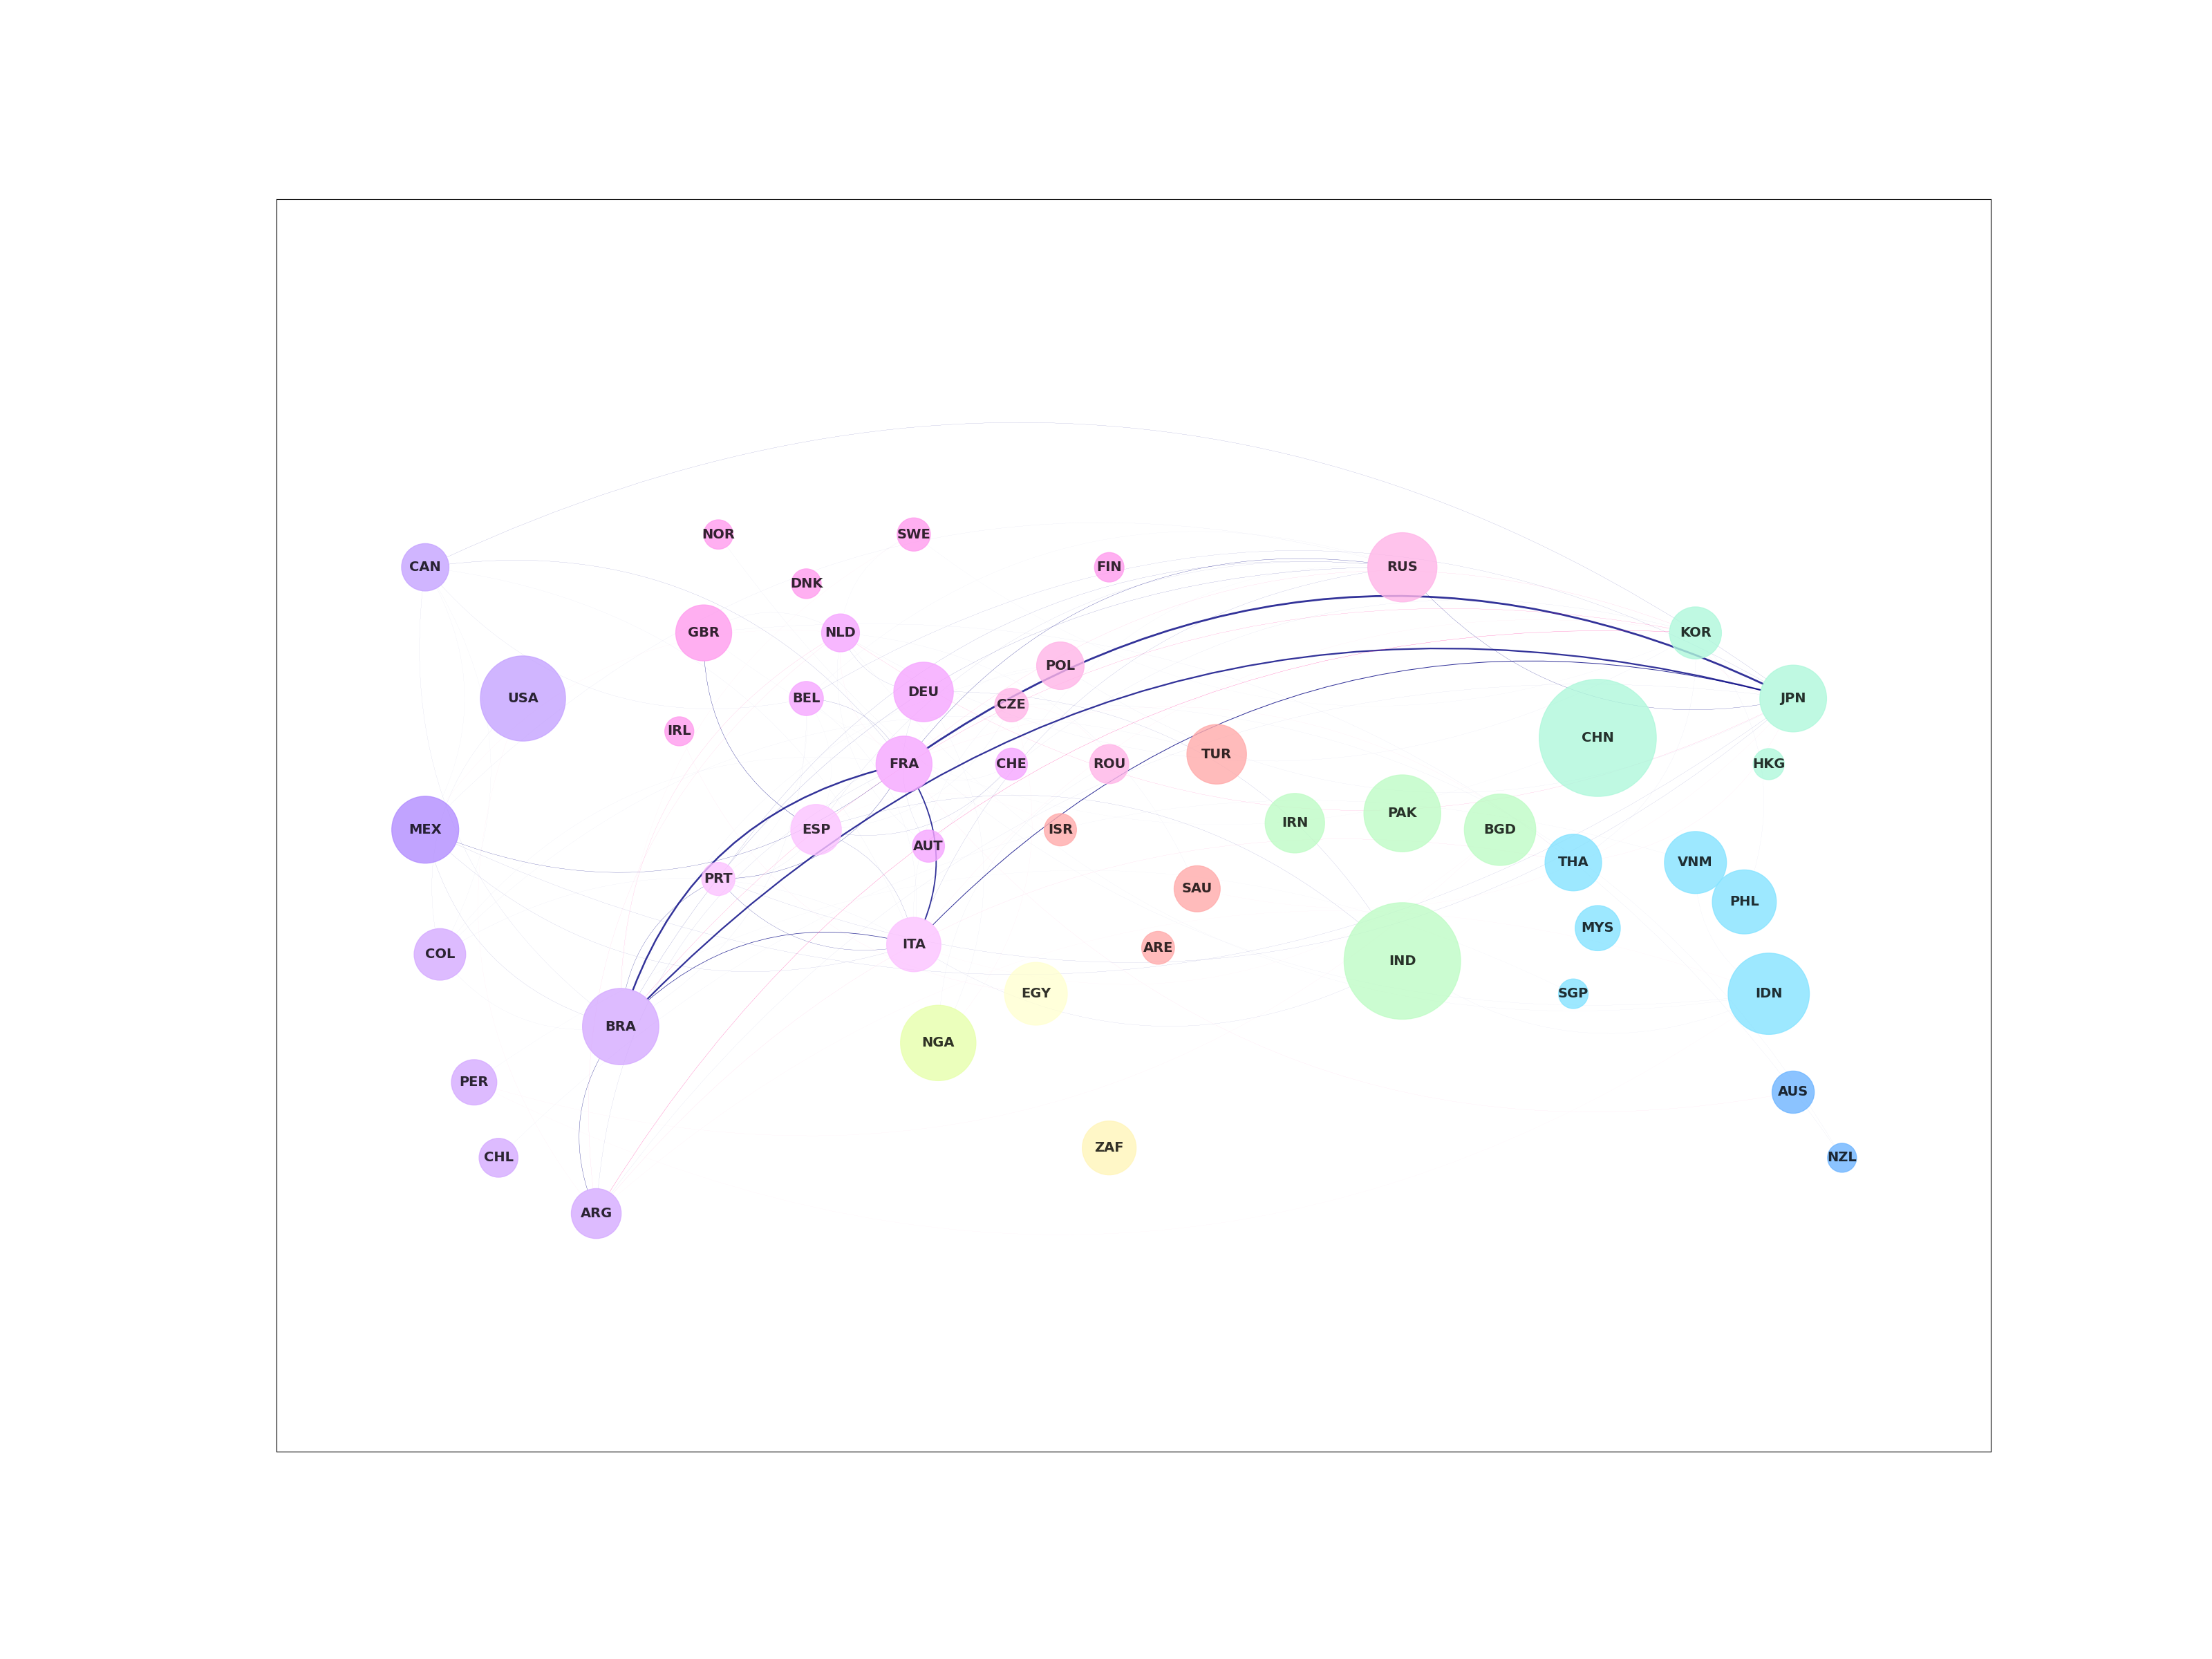 NOR
SWE
CAN
FIN
RUS
DNK
GBR
NLD
KOR
POL
DEU
USA
BEL
CZE
JPN
IRL
CHN
TUR
FRA
CHE
ROU
HKG
PAK
IRN
MEX
ESP
ISR
BGD
AUT
THA
VNM
PRT
SAU
PHL
MYS
ITA
ARE
COL
IND
EGY
SGP
IDN
BRA
NGA
PER
AUS
ZAF
CHL
NZL
ARG